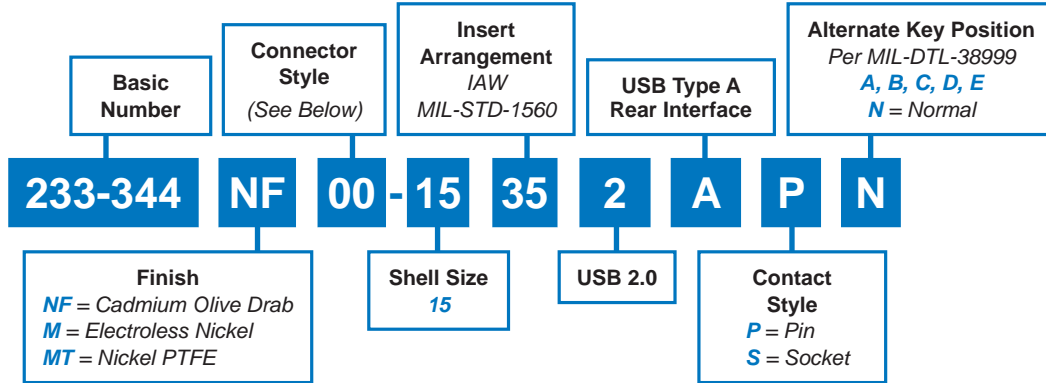 Basic
Number
Connector
Style
(See Below)
Insert
Arrangement
IAW
MIL-STD-1560
USB Type A
Rear Interface
Alternate Key Position
Per MIL-DTL-38999
A, B, C, D, E
N = Normal
233-344 NF 00 - 15 35 2 A P N
Finish
NF = Cadmium Olive Drab
M = Electroless Nickel
MT = Nickel PTFE
Shell Size
15
USB 2.0
Contact
Style
P = Pin
S = Socket